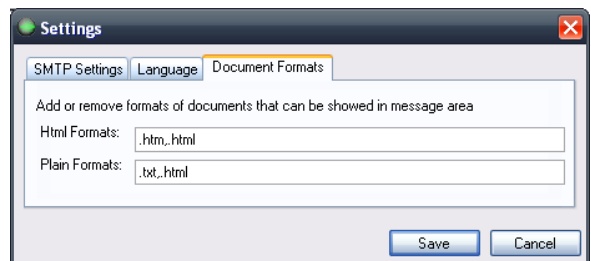 Settings
SMTP Settings Language Document Formats
Add or remove formats of documents that can be showed in message area
Html Formats: .htm,.html
Plain Formats: .txt,.html
Save Cancel